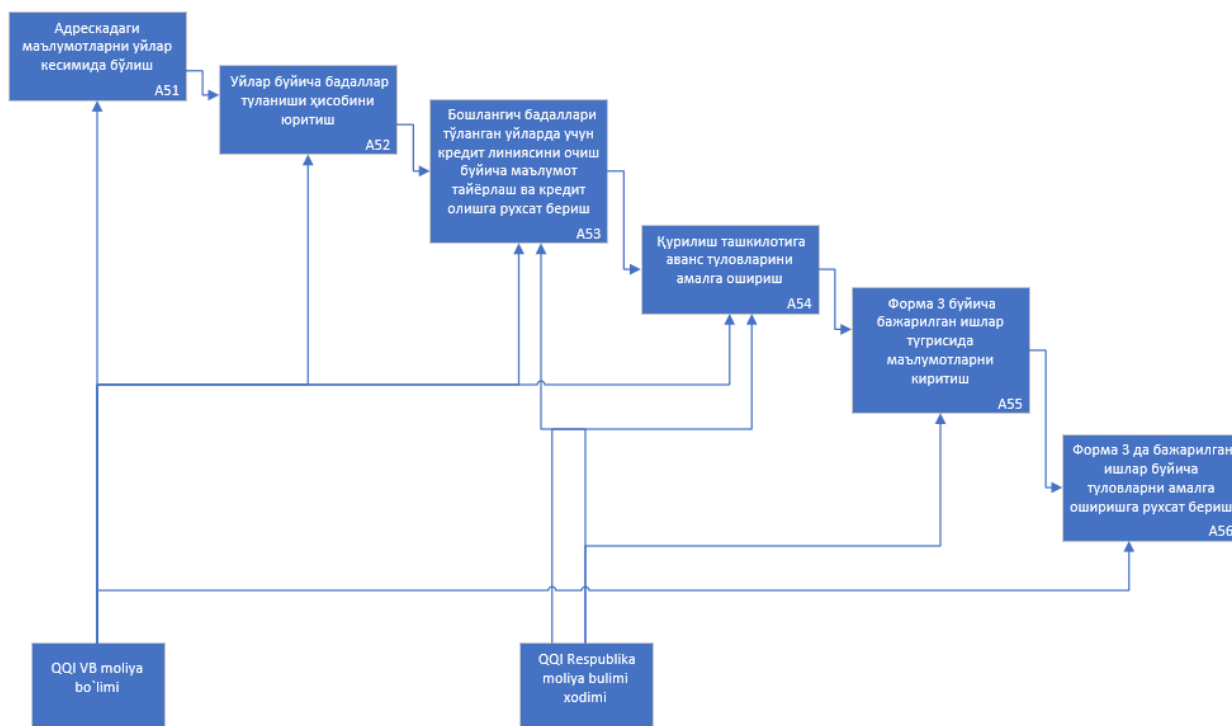 Адрескадаги
маълумотларни уйлар
кесимида бўлиш
A51
Уйлар буйича бадаллар
туланиши ҳисобини
юритиш
A52
Бошлангич бадаллари
тўланган уйларда учун
кредит линиясини очиш
буйича маълумот
тайёрлаш ва кредит
олишга рухсат бериш
A53
Қурилиш ташкилотига
аванс туловларини
амалга ошириш
A54
Форма 3 буйича
бажарилган ишлар
тугрисида
маълумотларни
киритиш
A55
Форма 3 да бажарилган
ишлар буйича
туловларни амалга
оширишга рухсат бериш
A56
QQI VB moliya
bo`limi
QQI Respublika
moliya bulimi
xodimi